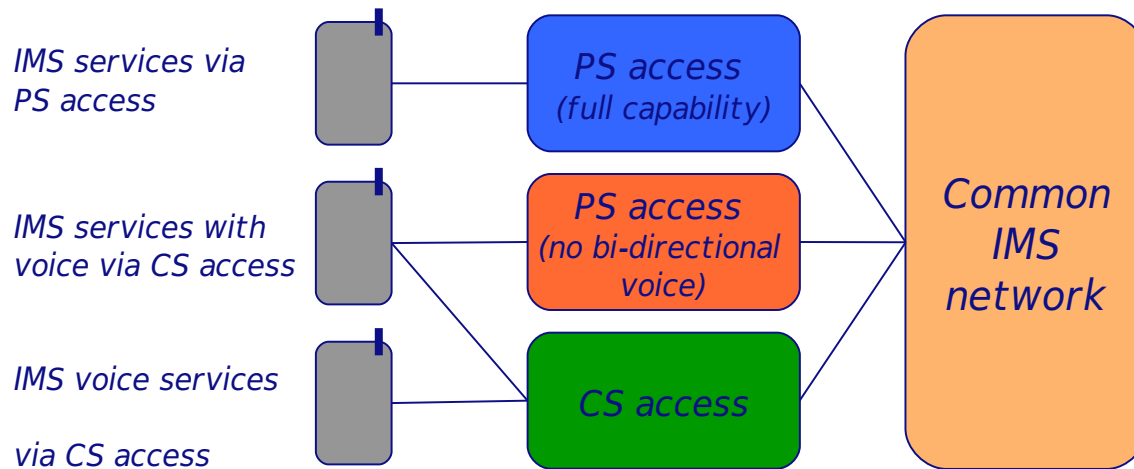 IMS services via
PS access
PS access
(full capability)
IMS services with
voice via CS access
PS access
(no bi-directional
voice)
Common
IMS
network
IMS voice services
via CS access
CS access